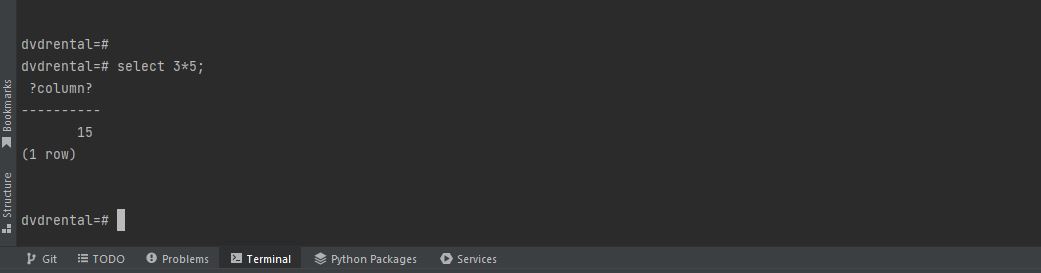 dvdrental=#
dvdrental=# select 3*5;
?column?
----------
15
(1 row)
dvdrental=#
Bookmarks
Structure
Git TODO Problems Terminal Python Packages Services